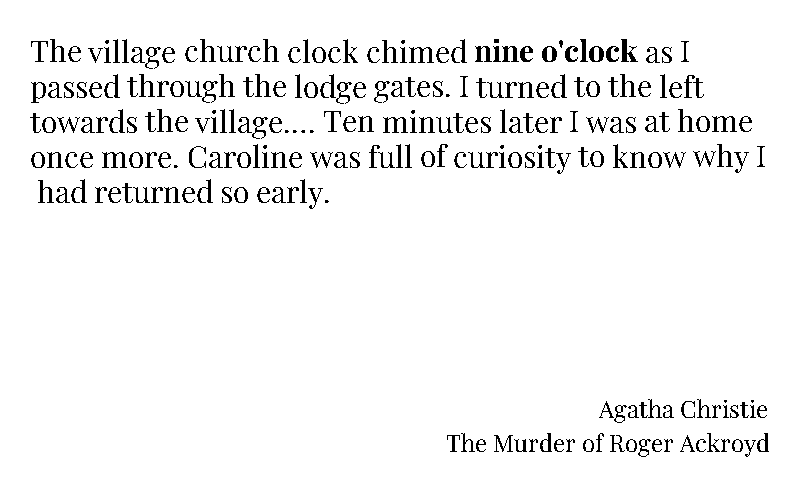 The village church clock chimed nine o'clock as I
passed through the lodge gates. I turned to the left
towards the village.... Ten minutes later I was at home
once more. Caroline was full of curiosity to know why I
had returned so early.
Agatha Christie
The Murder of Roger Ackroyd